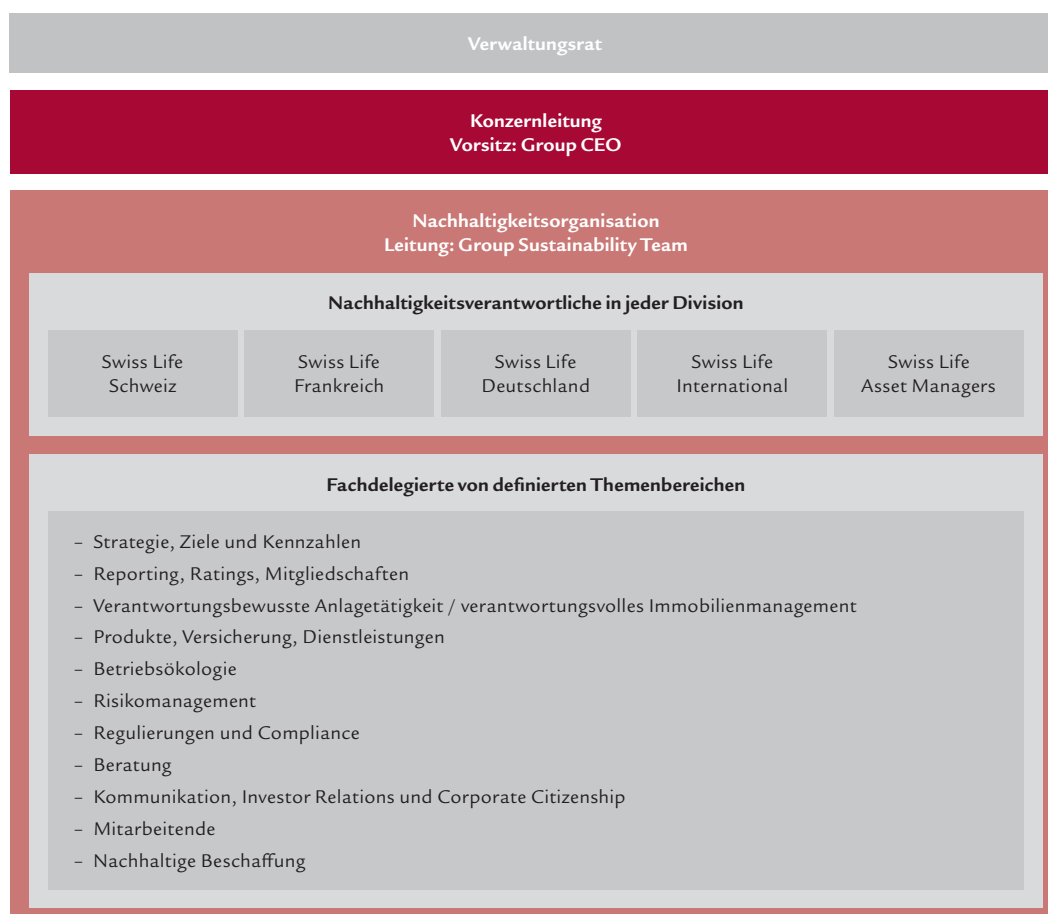 Verwaltungsrat
Konzernleitung
Vorsitz: Group CEO
Nachhaltigkeitsorganisation
Leitung: Group Sustainability Team
Nachhaltigkeitsverantwortliche in jeder Division
Swiss Life
Schweiz
Swiss Life
Frankreich
Swiss Life
Deutschland
Swiss Life
International
Swiss Life
Asset Managers
Fachdelegierte von definierten Themenbereichen
– Strategie, Ziele und Kennzahlen
– Reporting, Ratings, Mitgliedschaften
– Verantwortungsbewusste Anlagetätigkeit / verantwortungsvolles Immobilienmanagement
– Produkte, Versicherung, Dienstleistungen
– Betriebsökologie
– Risikomanagement
– Regulierungen und Compliance
– Beratung
– Kommunikation, Investor Relations und Corporate Citizenship
– Mitarbeitende
– Nachhaltige Beschaffung